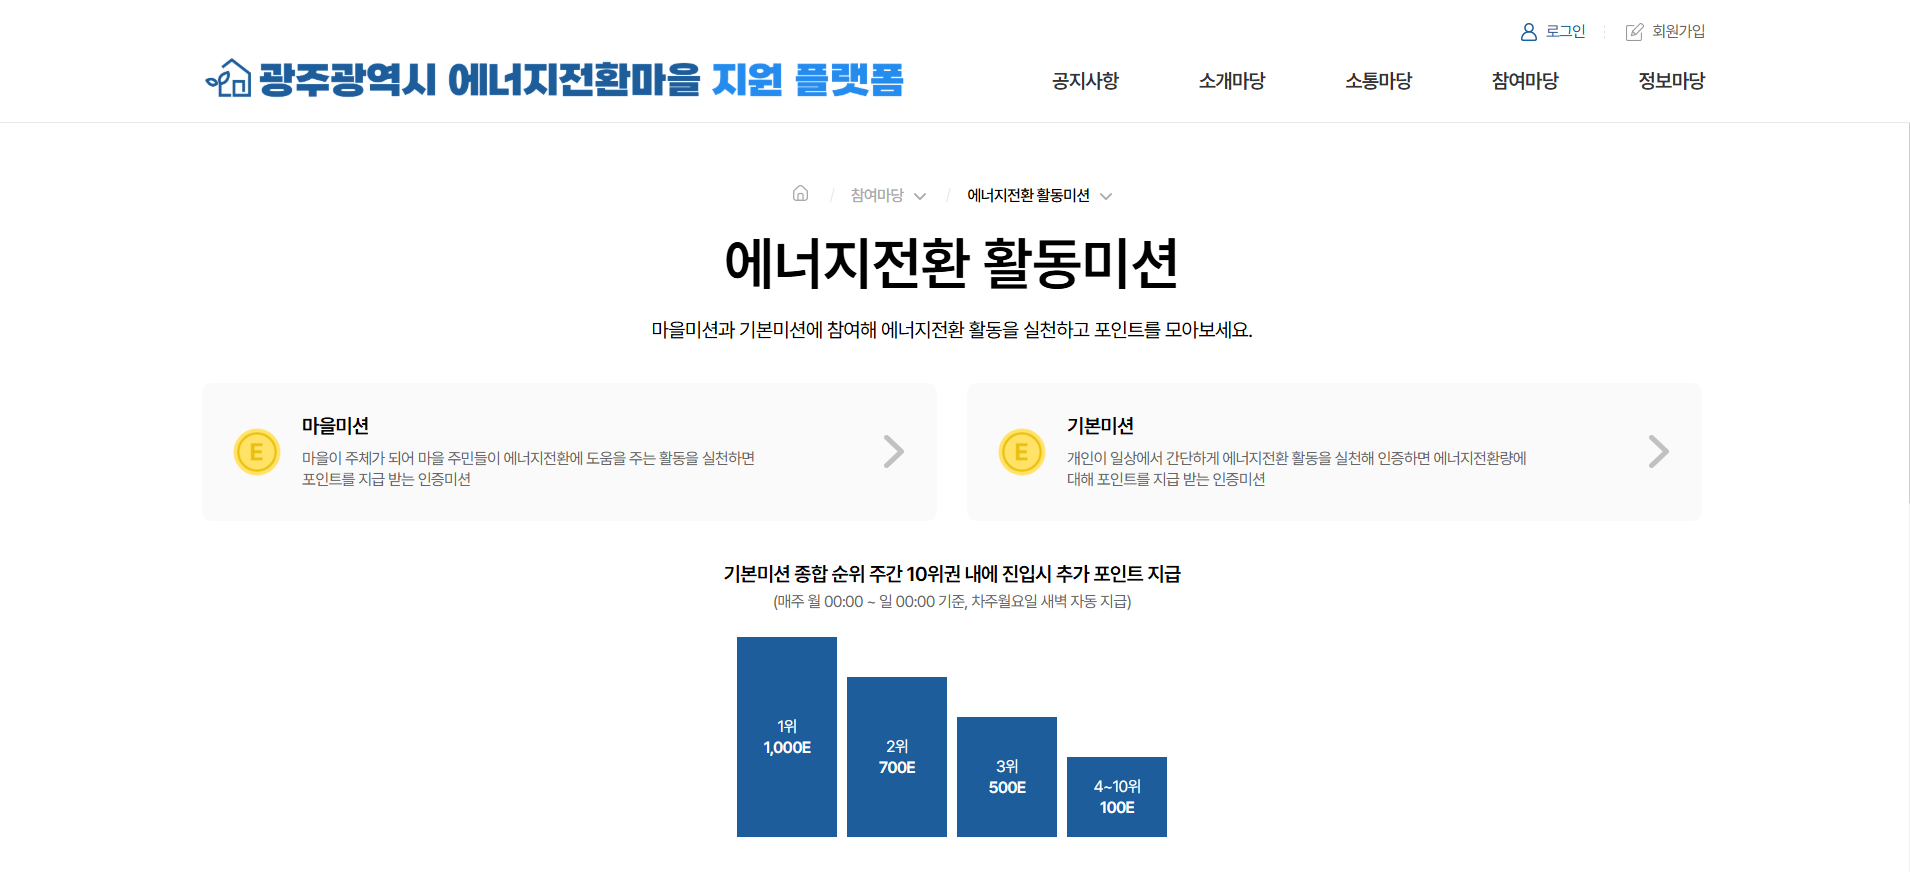 로그인
회원가입
광주광역시 에너지전환마을 지원 플랫폼
공지사항
소개마당
소통마당
참여마당
정보마당
참여마당
에너지전환 활동미션
에너지전환 활동미션
마을미션과 기본미션에 참여해 에너지전환 활동을 실천하고 포인트를 모아보세요.
E
마을미션
마을이 주체가 되어 마을 주민들이 에너지전환에 도움을 주는 활동을 실천하면
포인트를 지급 받는 인증미션
E
기본미션
개인이 일상에서 간단하게 에너지전환 활동을 실천해 인증하면 에너지전환량에
대해 포인트를 지급 받는 인증미션
기본미션 종합 순위 주간 10위권 내에 진입시 추가 포인트 지급
(매주 월 00:00 ~ 일 00:00 기준, 차주월요일 새벽 자동 지급)
1위
1,000E
2위
700E
3위
500E
4~10위
100E